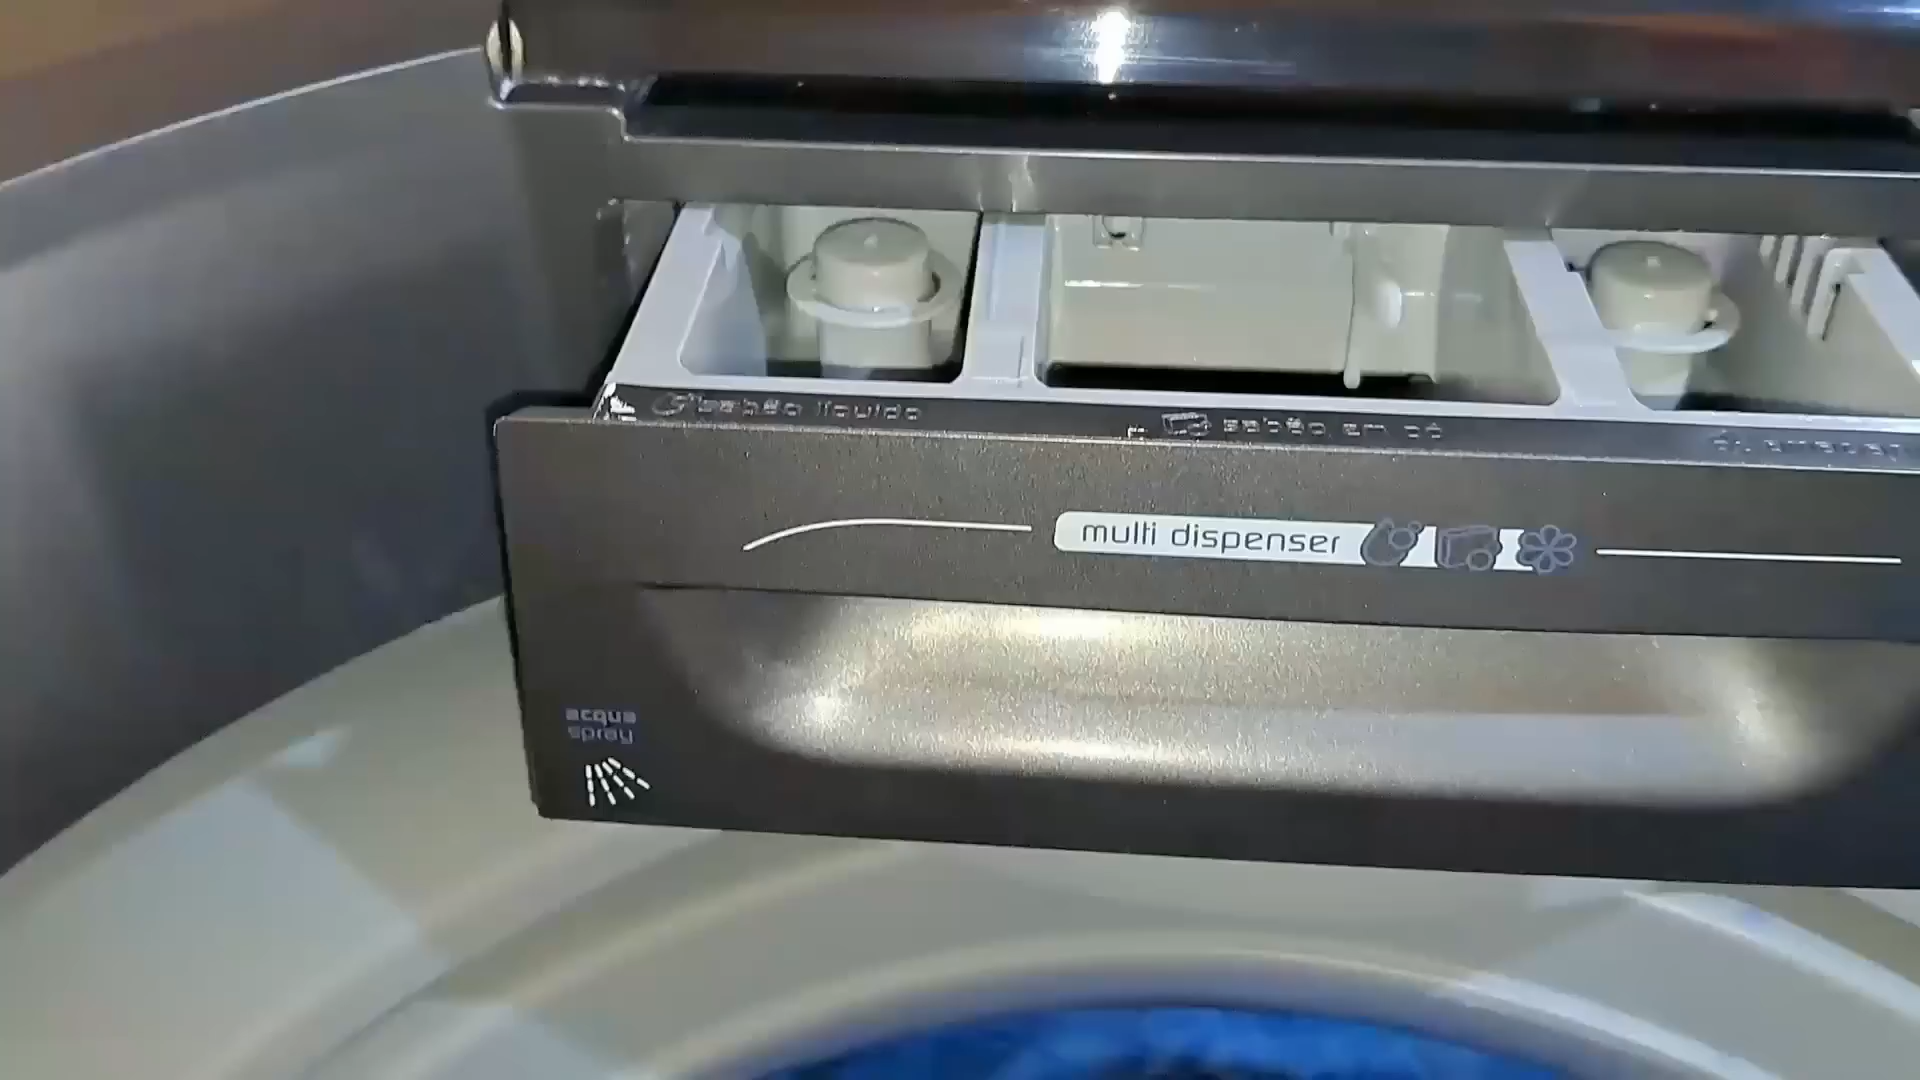 sabão líquido
sabão em pó
multi dispenser
acqua
spray